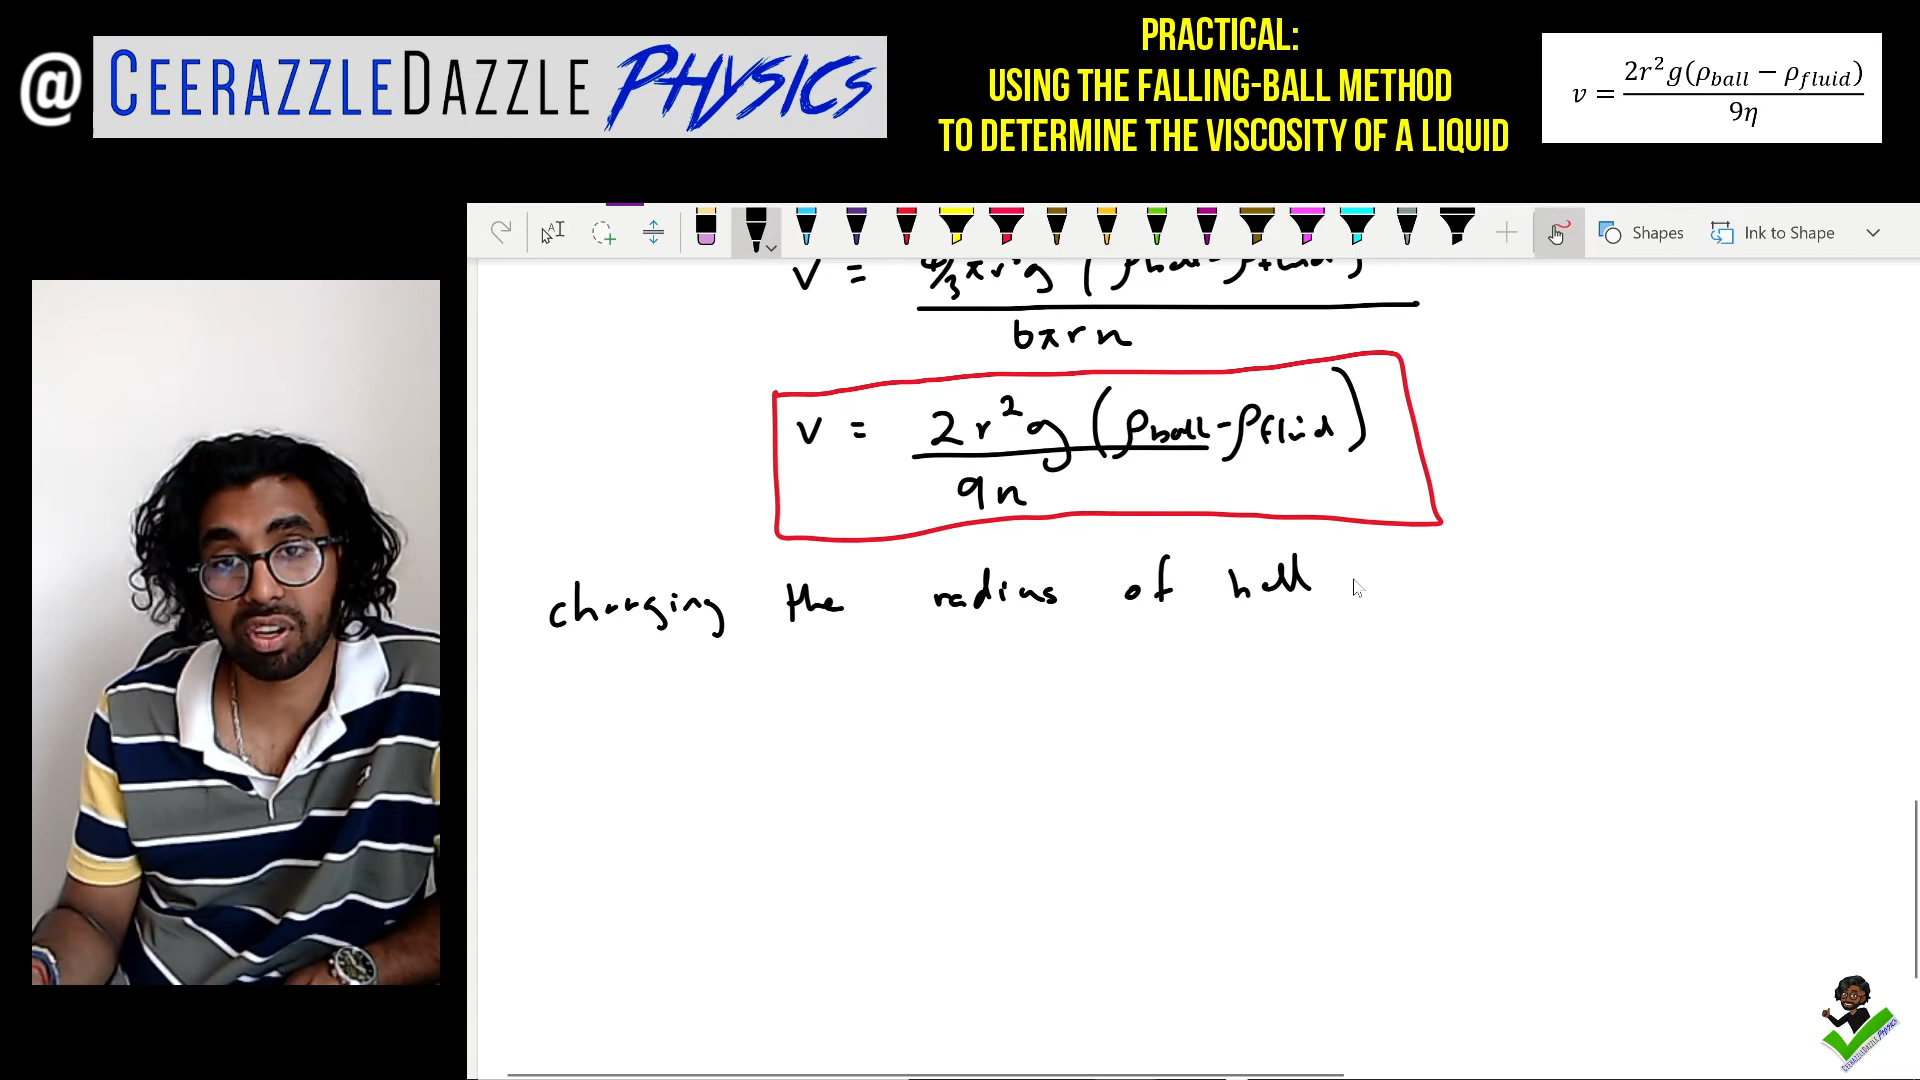 @ CEERAZZLEDAZZLE PHYSICS
PRACTICAL:
USING THE FALLING-BALL METHOD
TO DETERMINE THE VISCOSITY OF A LIQUID
v = 2r²g(ρball − ρfluid)
9η
Shapes
Ink to Shape
v =
6πrη
v = 2r²g (ρball - ρfluid)
9η
changing the radius of ball